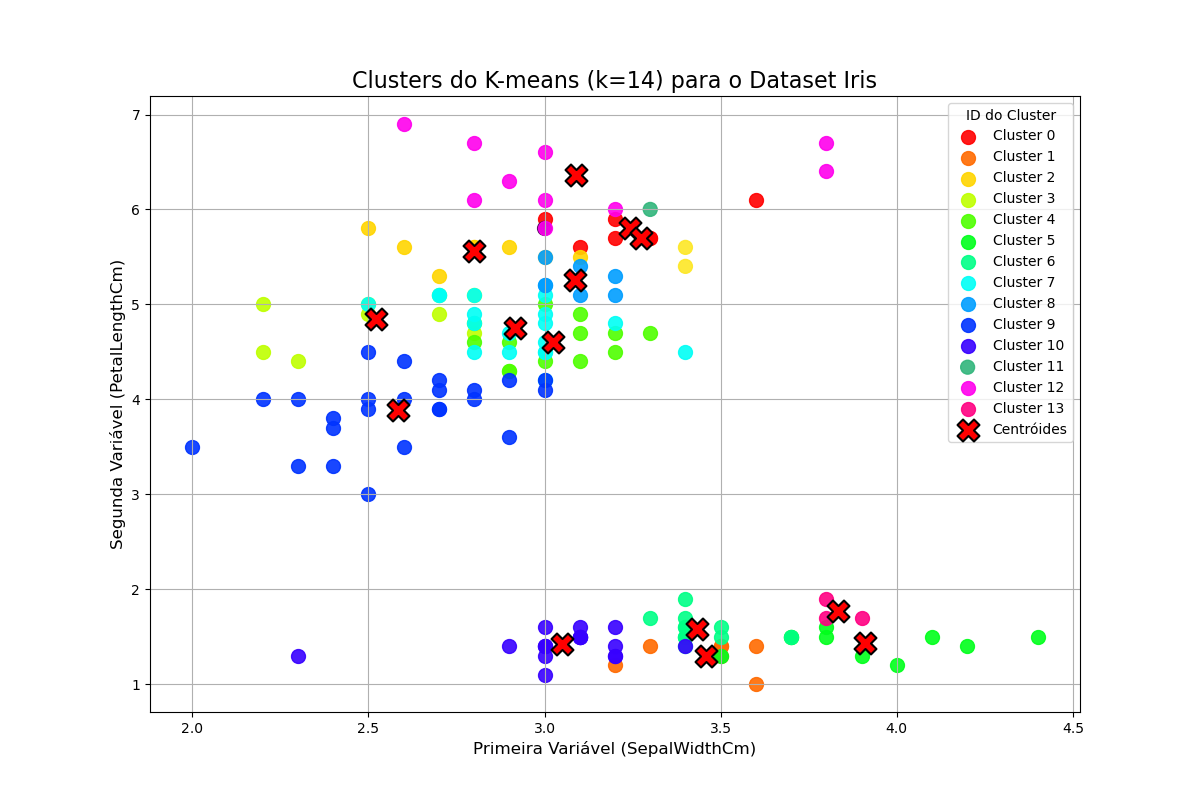 Clusters do K-means (k=14) para o Dataset Iris
ID do Cluster
Cluster 0
Cluster 1
Cluster 2
Cluster 3
Cluster 4
Cluster 5
Cluster 6
Cluster 7
Cluster 8
Cluster 9
Cluster 10
Cluster 11
Cluster 12
Cluster 13
Centróides
Segunda Variável (PetalLengthCm)
7
6
5
4
3
2
1
2.0
2.5
3.0
3.5
4.0
4.5
Primeira Variável (SepalWidthCm)